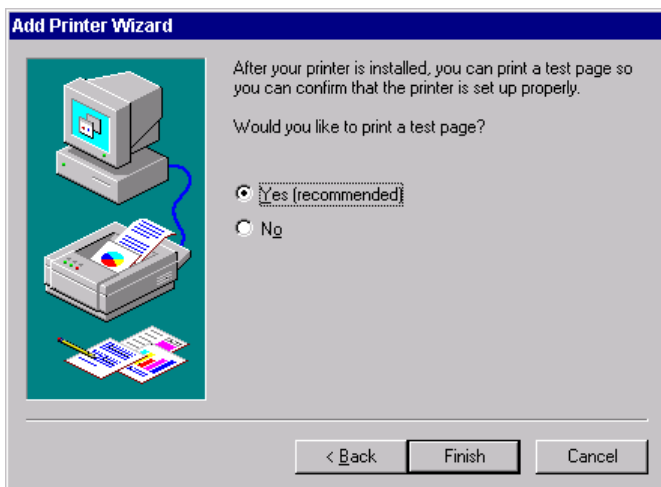 Add Printer Wizard
After your printer is installed, you can print a test page so
you can confirm that the printer is set up properly.
Would you like to print a test page?
Yes (recommended)
No
< Back
Finish
Cancel